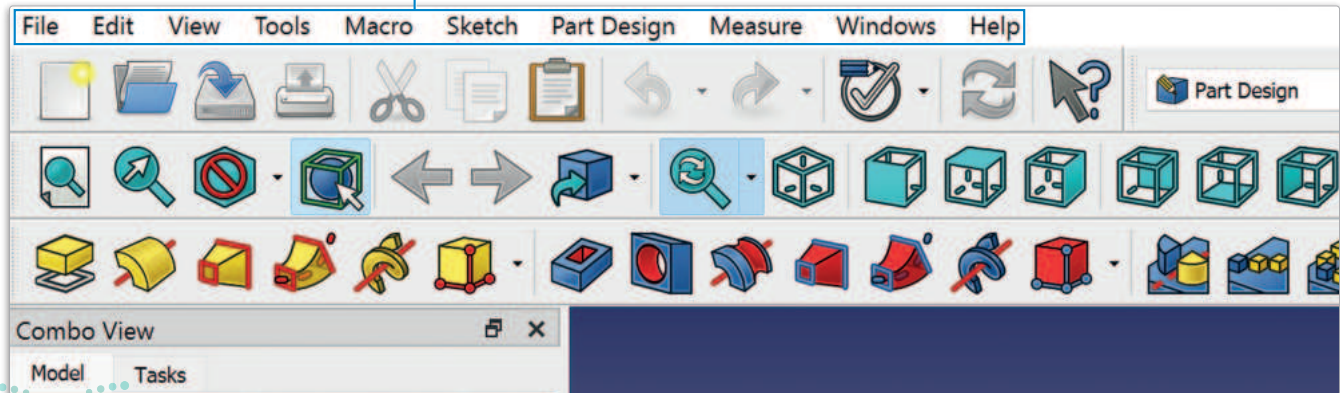 File Edit View Tools Macro Sketch Part Design Measure Windows Help
Part Design
Combo View
Model Tasks